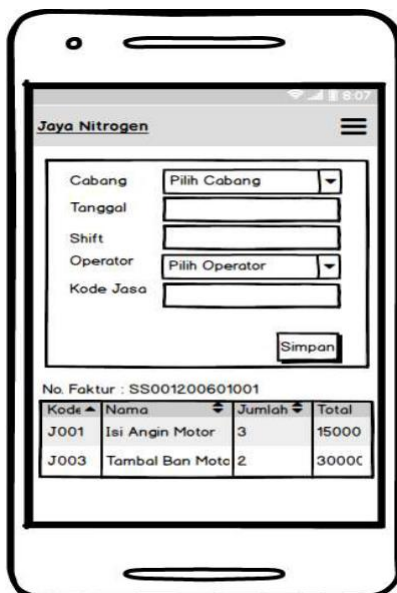 8:07
Jaya Nitrogen
Cabang Pilih Cabang
Tanggal
Shift
Operator Pilih Operator
Kode Jasa
Simpan
No. Faktur : SS001200601001
Kode Nama Jumlah Total
J001 Isi Angin Motor 3 15000
J003 Tambal Ban Moto 2 3000